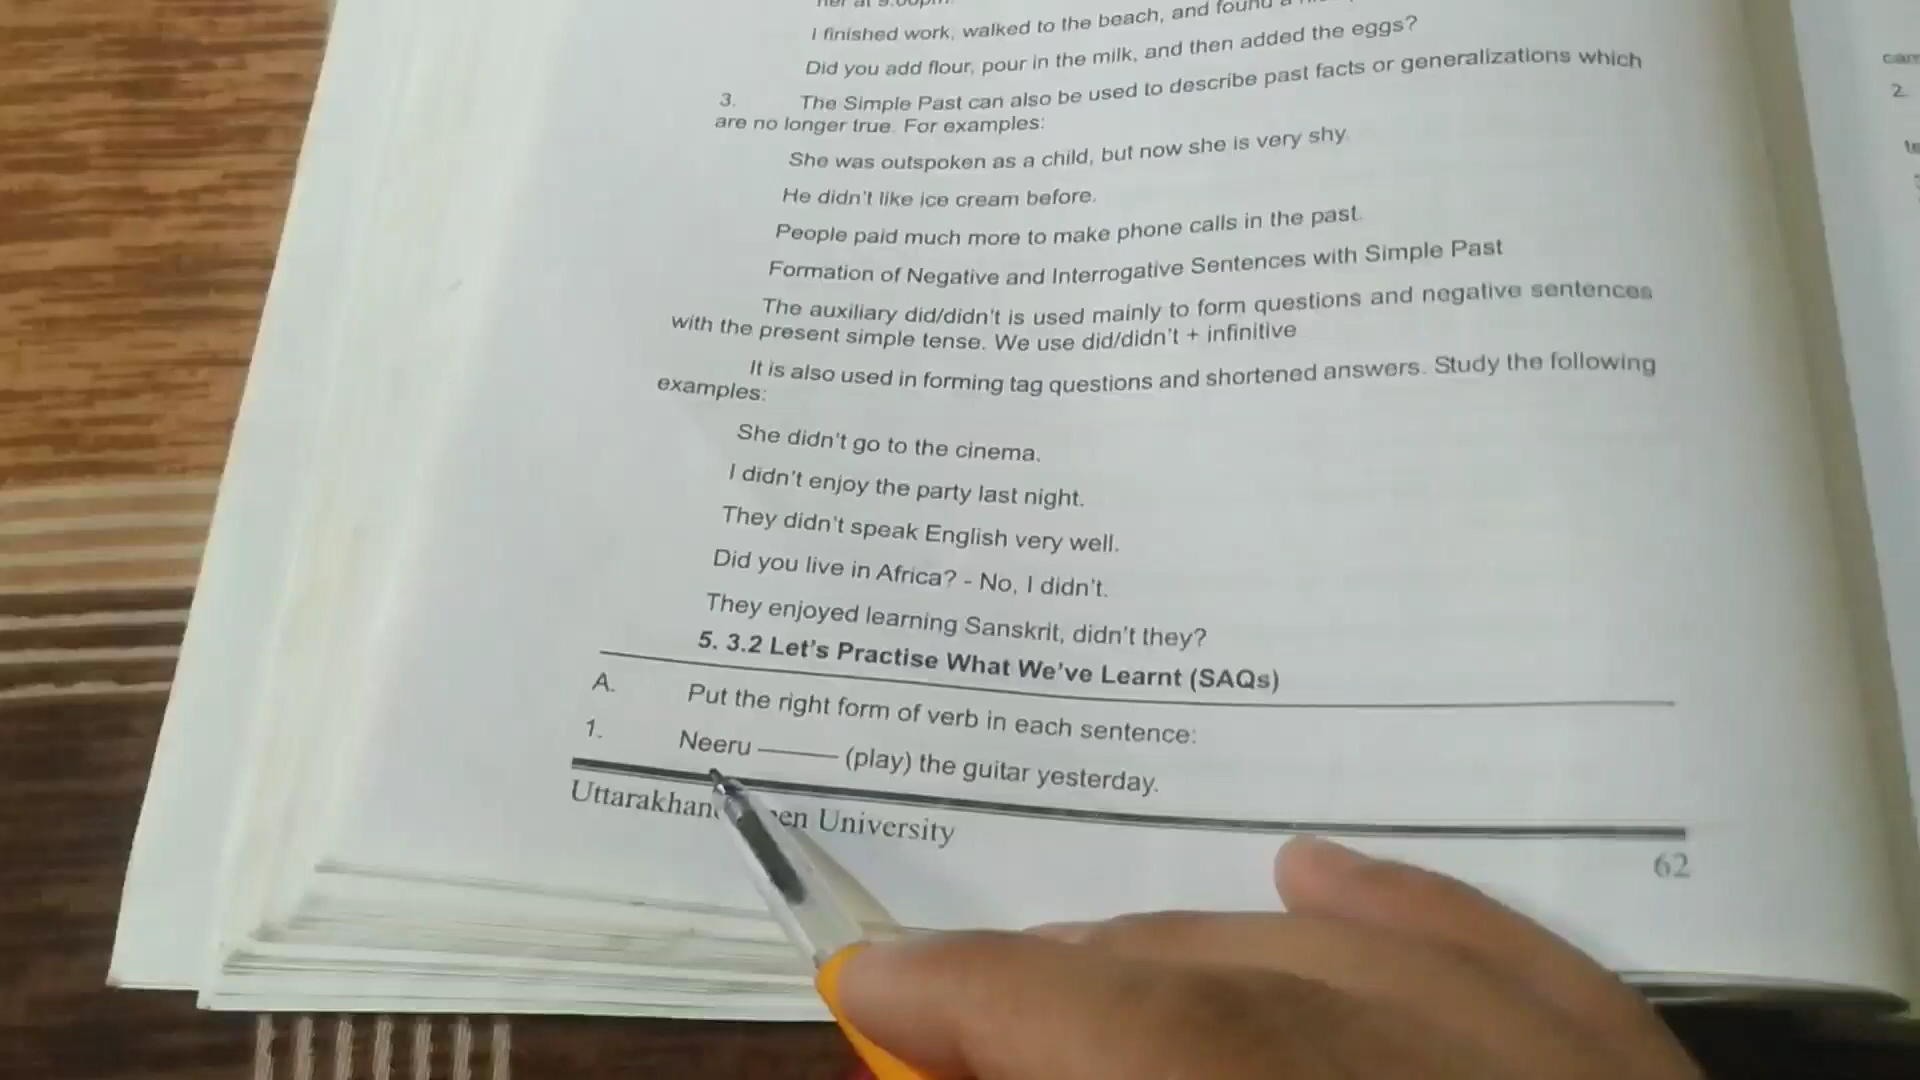 her at 9.00pm.
I finished work, walked to the beach, and found a
Did you add flour, pour in the milk, and then added the eggs?
3. The Simple Past can also be used to describe past facts or generalizations which
are no longer true. For examples:
She was outspoken as a child, but now she is very shy.
He didn't like ice cream before.
People paid much more to make phone calls in the past.
Formation of Negative and Interrogative Sentences with Simple Past
The auxiliary did/didn't is used mainly to form questions and negative sentences
with the present simple tense. We use did/didn't + infinitive
It is also used in forming tag questions and shortened answers. Study the following
examples:
She didn't go to the cinema.
I didn't enjoy the party last night.
They didn't speak English very well.
Did you live in Africa? - No, I didn't.
They enjoyed learning Sanskrit, didn't they?
5. 3.2 Let's Practise What We've Learnt (SAQs)
A. Put the right form of verb in each sentence:
1. Neeru ——— (play) the guitar yesterday.
Uttarakhan en University
62
2.